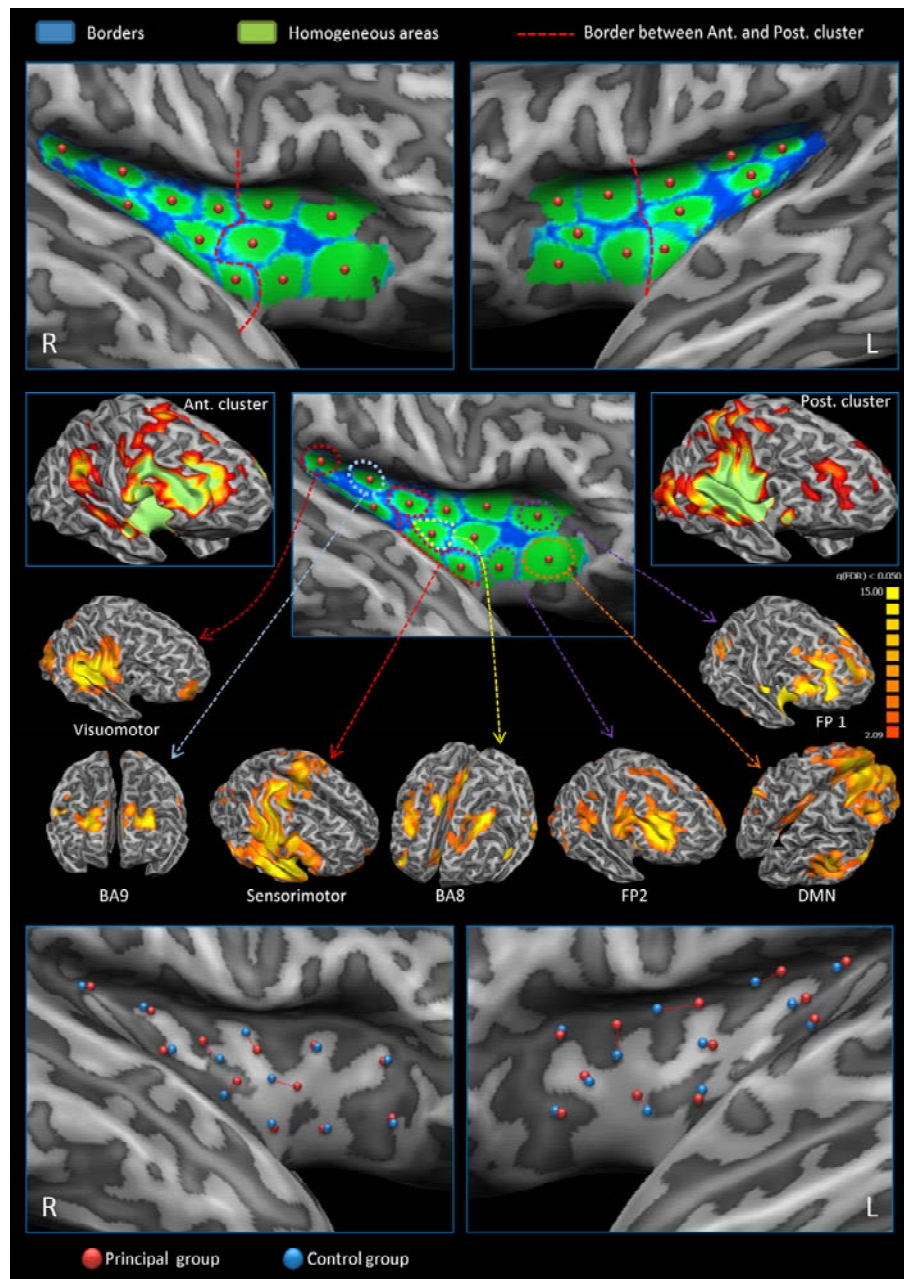 Borders
Homogeneous areas
Border between Ant. and Post. cluster
R
L
Ant. cluster
Post. cluster
q(FDR) < 0.050
15.00
2.09
Visuomotor
FP 1
BA9
Sensorimotor
BA8
FP2
DMN
R
L
Principal group
Control group